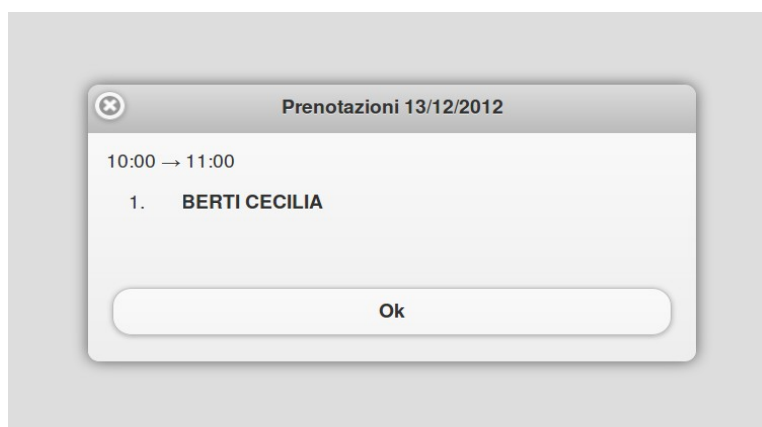 Prenotazioni 13/12/2012
10:00 → 11:00
1. BERTI CECILIA
Ok